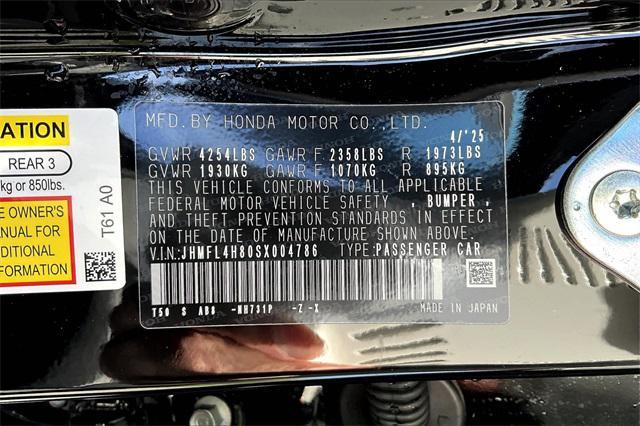 ATION
REAR 3
kg or 850lbs.
E OWNER'S
ANUAL FOR
DITIONAL
FORMATION
T61 A0
MFD.BY HONDA MOTOR CO.,LTD.
4/'25
GVWR 4254LBS GAWR F 2358LBS R 1973LBS
GVWR 1930KG GAWR F 1070KG R 895KG
THIS VEHICLE CONFORMS TO ALL APPLICABLE
FEDERAL MOTOR VEHICLE SAFETY , BUMPER ,
AND THEFT PREVENTION STANDARDS IN EFFECT
ON THE DATE OF MANUFACTURE SHOWN ABOVE.
V.I.N:JHMFL4H80SX004786 TYPE:PASSENGER CAR
T50 S AB8 -NH731P -Z -X MADE IN JAPAN